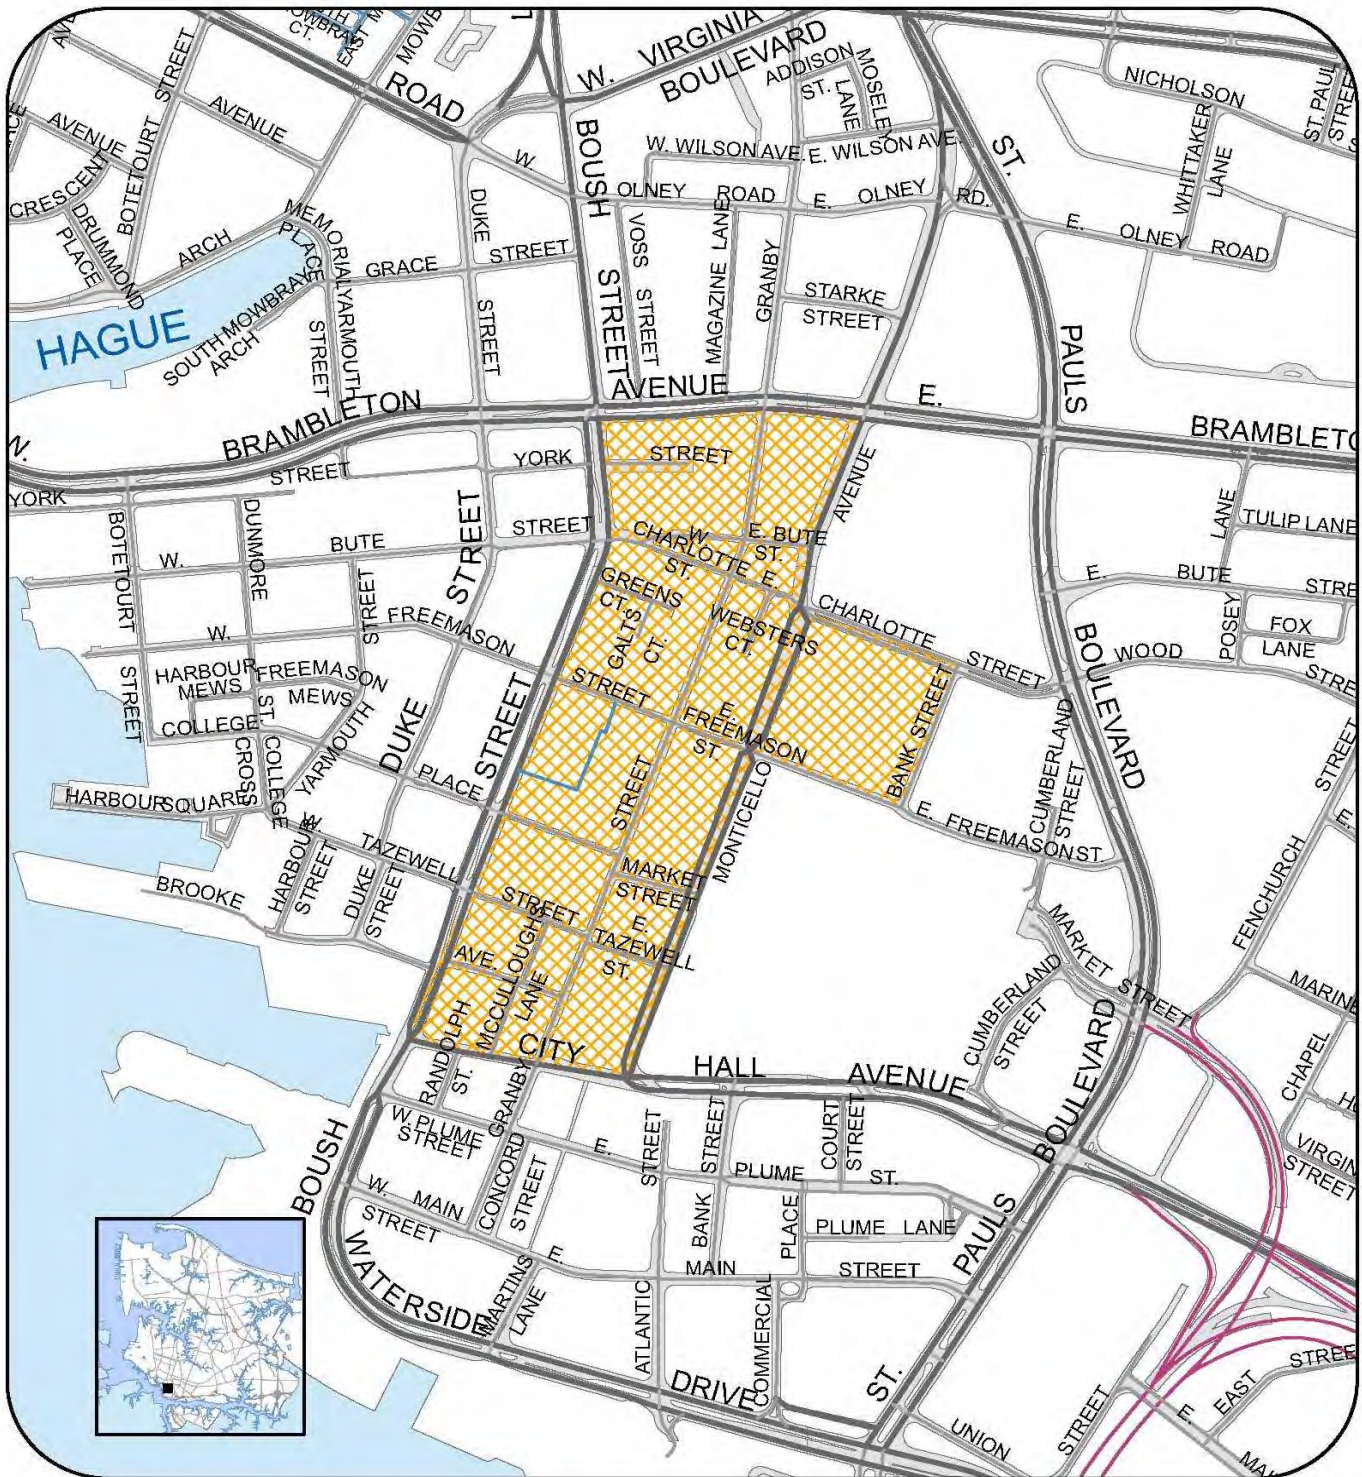 W. VIRGINIA
BOULEVARD
ADDISON
ST.
MOSELEY
LANE
EAST
CT.
ROAD
NICHOLSON
ST. PAUL
WHITTAKER
LANE
AVENUE
STREET
BOTETOURT
AVENUE
CRESCENT
DRUMMOND
PLACE
ARCH
MEMORIAL
PLACE
W.
W. WILSON AVE.
E. WILSON AVE.
OLNEY ROAD
E. OLNEY RD.
E. OLNEY ROAD
ST.
PAULS
BOULEVARD
BOUSH
STREET
DUKE
STREET
GRACE STREET
VOSS
STREET
MAGAZINE LANE
GRANBY
STARKE
STREET
HAGUE
SOUTH MOWBRAY
ARCH
YARMOUTH
STREET
N.
BRAMBLETON
AVENUE
E.
STREET
YORK
YORK
STREET
AVENUE
LANE
TULIP LANE
BOTETOURT
STREET
DUNMORE
W. BUTE
STREET
STREET
DUKE
STREET
CHARLOTTE
ST.
W.
E.
E. BUTE
ST.
E. BUTE
POSEY
FOX
LANE
WOOD
W.
FREEMASON
STREET
GREENS
CT.
GALTS
CT.
WEBSTERS
CT.
CHARLOTTE
STREET
BANK STREET
HARBOUR
MEWS
FREEMASON
MEWS
ST.
COLLEGE
CROSS
COLLEGE
YARMOUTH
PLACE
STREET
E.
FREEMASON
ST.
E. FREEMASON ST
CUMBERLAND
STREET
HARBOUR SQUARE
W.
TAZEWELL
STREET
STREET
MARKET
STREET
MONTICELLO
HARBOUR
STREET
DUKE
STREET
BROOKE
AVE.
MCCULLOUGHS
LANE
E.
TAZEWELL
ST.
FENCHURCH
STREET
E.
MARKET
STREET
CUMBERLAND
STREET
CHAPEL
RANDOLPH
ST.
CITY
HALL
AVENUE
GRANBY
BOULEVARD
W. PLUME
STREET
E.
PLUME
ST.
STREET
STREET
COURT
STREET
BOUSH
W. MAIN
STREET
CONCORD
STREET
BANK
PLACE
PLUME LANE
PAULS
ST.
E.
MAIN
STREET
WATERSIDE
DRIVE
MARTINS
LANE
ATLANTIC
COMMERCIAL
UNION
STREET
E.
EAST